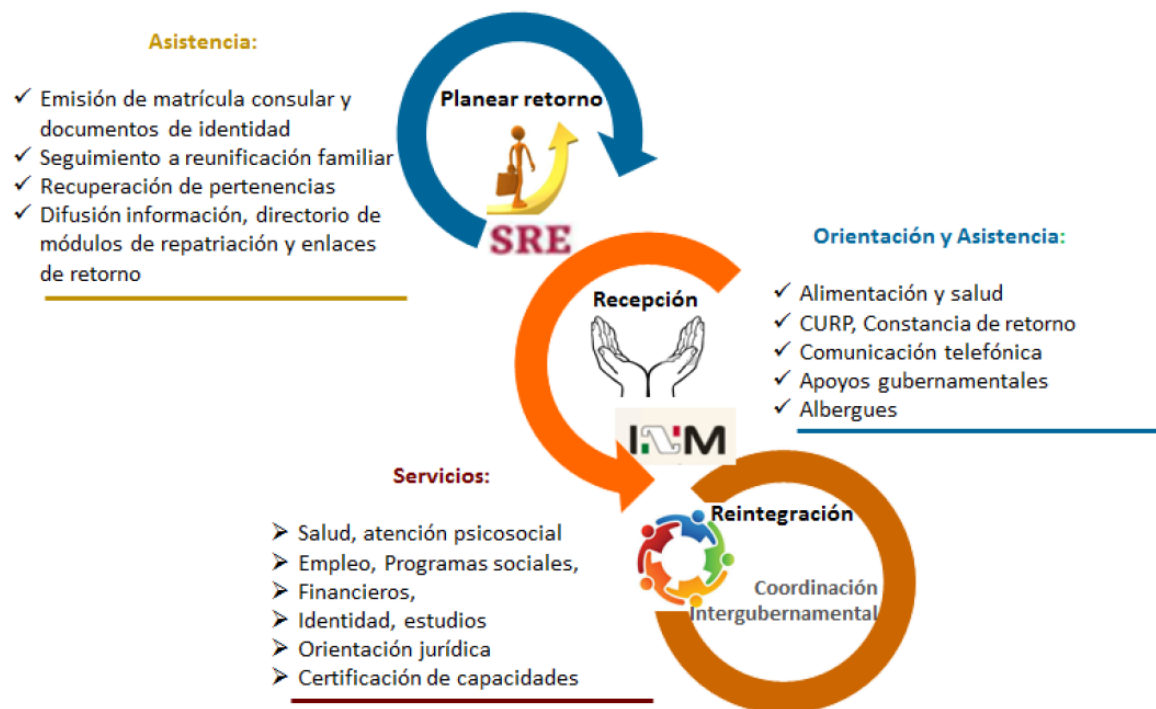 Asistencia:
✓ Emisión de matrícula consular y
documentos de identidad
✓ Seguimiento a reunificación familiar
✓ Recuperación de pertenencias
✓ Difusión información, directorio de
módulos de repatriación y enlaces
de retorno
Planear retorno
SRE
Orientación y Asistencia:
✓ Alimentación y salud
✓ CURP, Constancia de retorno
✓ Comunicación telefónica
✓ Apoyos gubernamentales
✓ Albergues
Recepción
INM
Servicios:
➢ Salud, atención psicosocial
➢ Empleo, Programas sociales,
➢ Financieros,
➢ Identidad, estudios
➢ Orientación jurídica
➢ Certificación de capacidades
Reintegración
Coordinación
Intergubernamental